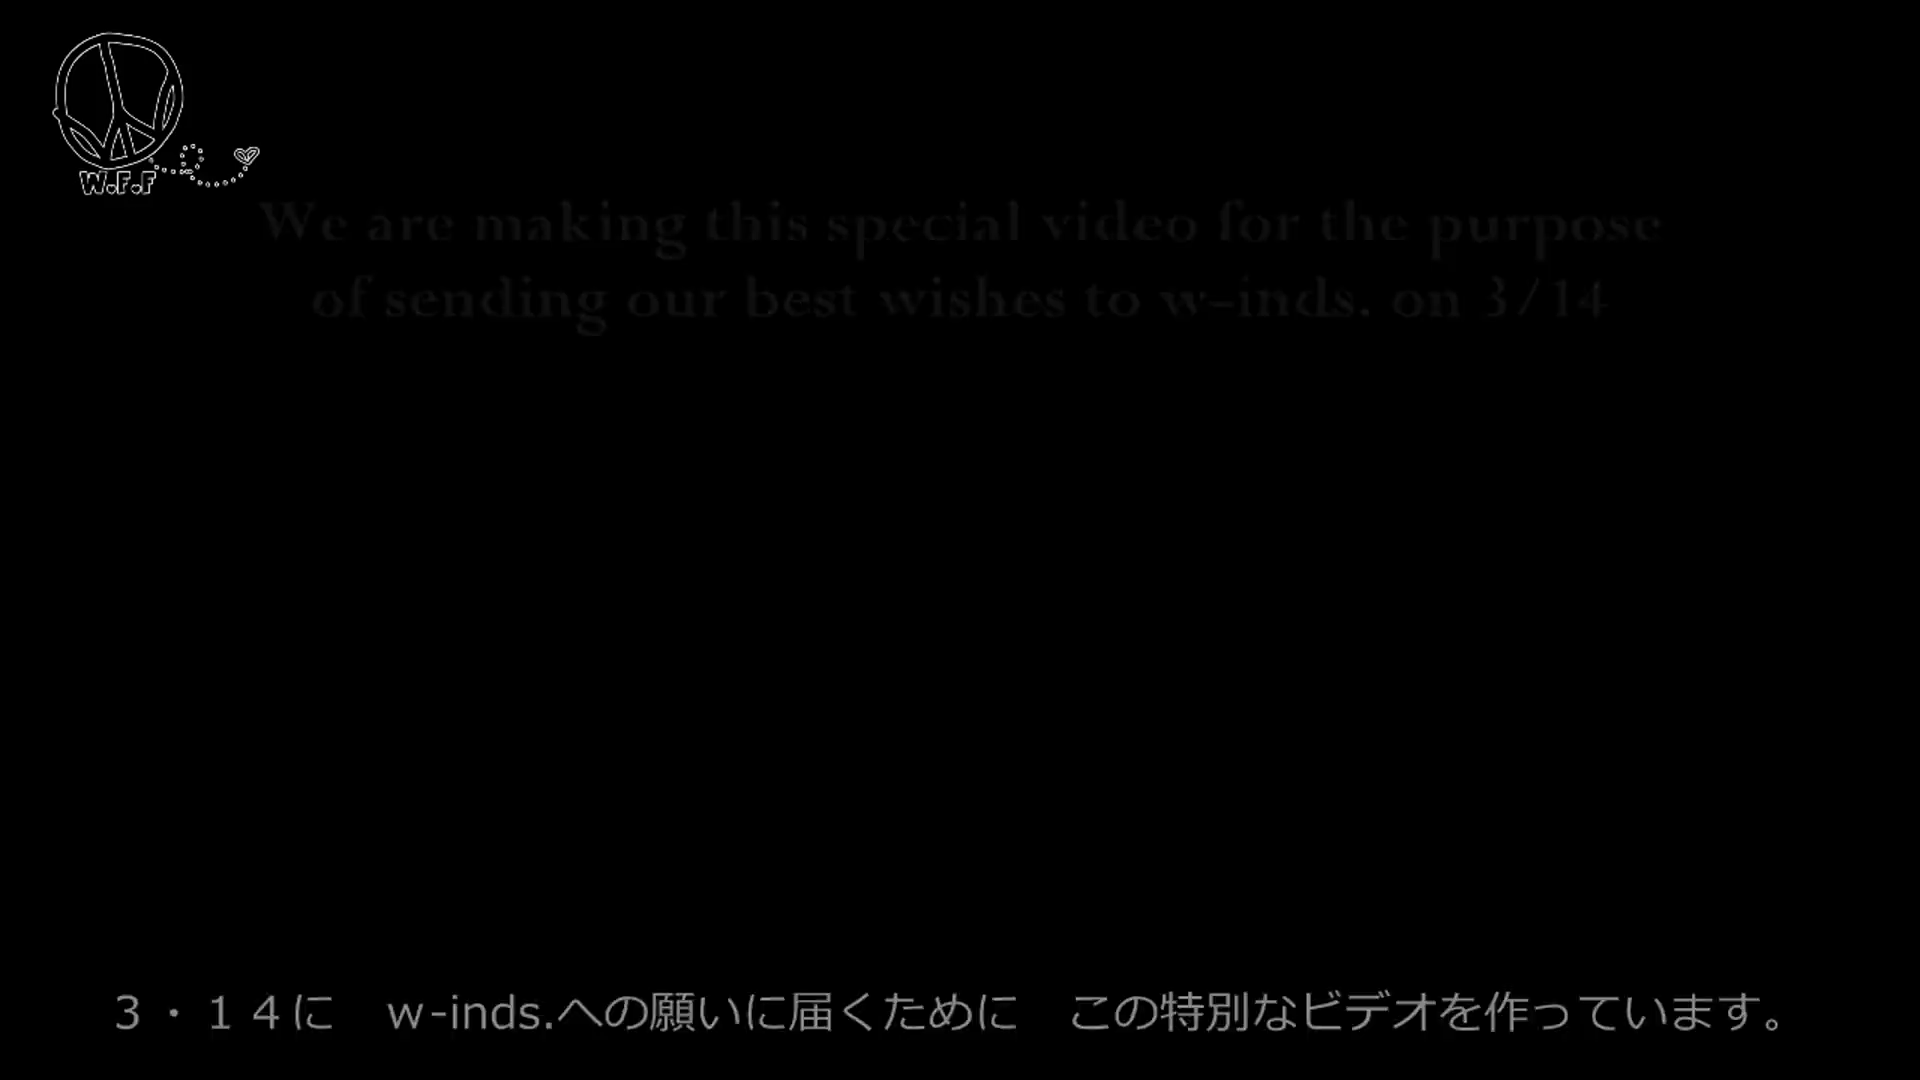 W.F.F
We are making this special video for the purpose
of sending our best wishes to w-inds. on 3/14
3・14に　w-inds.への願いに届くために　この特別なビデオを作っています。